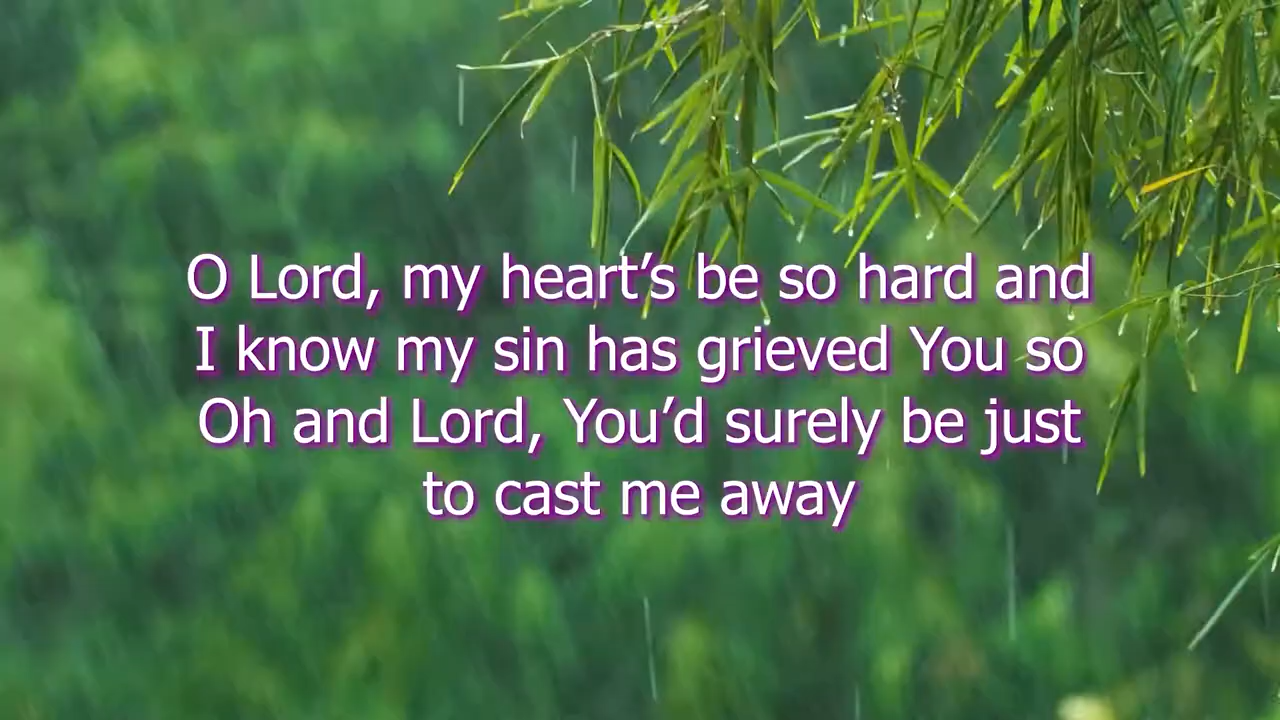 O Lord, my heart’s be so hard and
I know my sin has grieved You so
Oh and Lord, You’d surely be just
to cast me away